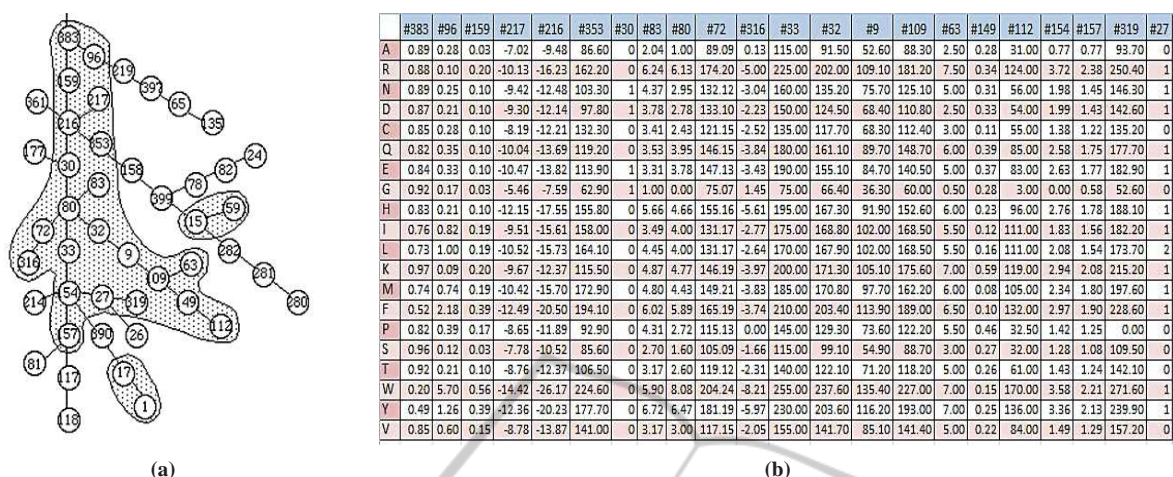 383
96
219
397
65
135
159
217
361
216
353
158
177
30
78
82
24
83
399
80
15
59
72
32
282
316
33
9
09
63
281
280
214
54
27
319
49
112
157
390
26
81
117
17
118
1
(a)
#383 #96 #159 #217 #216 #353 #30 #83 #80 #72 #316 #33 #32 #9 #109 #63 #149 #112 #154 #157 #319 #27
A 0.89 0.28 0.03 -7.02 -9.48 86.60 0 2.04 1.00 89.09 0.13 115.00 91.50 52.60 88.30 2.50 0.28 31.00 0.77 0.77 93.70 0
R 0.88 0.10 0.20 -10.13 -16.23 162.20 0 6.24 6.13 174.20 -5.00 225.00 202.00 109.10 181.20 7.50 0.34 124.00 3.72 2.38 250.40 1
N 0.89 0.25 0.10 -9.42 -12.48 103.30 1 4.37 2.95 132.12 -3.04 160.00 135.20 75.70 125.10 5.00 0.31 56.00 1.98 1.45 146.30 1
D 0.87 0.21 0.10 -9.30 -12.14 97.80 1 3.78 2.78 133.10 -2.23 150.00 124.50 68.40 110.80 2.50 0.33 54.00 1.99 1.43 142.60 1
C 0.85 0.28 0.10 -8.19 -12.21 132.30 0 3.41 2.43 121.15 -2.52 135.00 117.70 68.30 112.40 3.00 0.11 55.00 1.38 1.22 135.20 0
Q 0.82 0.35 0.10 -10.04 -13.69 119.20 0 3.53 3.95 146.15 -3.84 180.00 161.10 89.70 148.70 6.00 0.39 85.00 2.58 1.75 177.70 1
E 0.84 0.33 0.10 -10.47 -13.82 113.90 1 3.31 3.78 147.13 -3.43 190.00 155.10 84.70 140.50 5.00 0.37 83.00 2.63 1.77 182.90 1
G 0.92 0.17 0.03 -5.46 -7.59 62.90 1 1.00 0.00 75.07 1.45 75.00 66.40 36.30 60.00 0.50 0.28 3.00 0.00 0.58 52.60 0
H 0.83 0.21 0.10 -12.15 -17.55 155.80 0 5.66 4.66 155.16 -5.61 195.00 167.30 91.90 152.60 6.00 0.23 96.00 2.76 1.78 188.10 1
I 0.76 0.82 0.19 -9.51 -15.61 158.00 0 3.49 4.00 131.17 -2.77 175.00 168.80 102.00 168.50 5.50 0.12 111.00 1.83 1.56 182.20 1
L 0.73 1.00 0.19 -10.52 -15.73 164.10 0 4.45 4.00 131.17 -2.64 170.00 167.90 102.00 168.50 5.50 0.16 111.00 2.08 1.54 173.70 1
K 0.97 0.09 0.20 -9.67 -12.37 115.50 0 4.87 4.77 146.19 -3.97 200.00 171.30 105.10 175.60 7.00 0.59 119.00 2.94 2.08 215.20 1
M 0.74 0.74 0.19 -10.42 -15.70 172.90 0 4.80 4.43 149.21 -3.83 185.00 170.80 97.70 162.20 6.00 0.08 105.00 2.34 1.80 197.60 1
F 0.52 2.18 0.39 -12.49 -20.50 194.10 0 6.02 5.89 165.19 -3.74 210.00 203.40 113.90 189.00 6.50 0.10 132.00 2.97 1.90 228.60 1
P 0.82 0.39 0.17 -8.65 -11.89 92.90 0 4.31 2.72 115.13 0.00 145.00 129.30 73.60 122.20 5.50 0.46 32.50 1.42 1.25 0.00 0
S 0.96 0.12 0.03 -7.78 -10.52 85.60 0 2.70 1.60 105.09 -1.66 115.00 99.10 54.90 88.70 3.00 0.27 32.00 1.28 1.08 109.50 0
T 0.92 0.21 0.10 -8.76 -12.37 106.50 0 3.17 2.60 119.12 -2.31 140.00 122.10 71.20 118.20 5.00 0.26 61.00 1.43 1.24 142.10 0
W 0.20 5.70 0.56 -14.42 -26.17 224.60 0 5.90 8.08 204.24 -8.21 255.00 237.60 135.40 227.00 7.00 0.15 170.00 3.58 2.21 271.60 1
Y 0.49 1.26 0.39 -12.36 -20.23 177.70 0 6.72 6.47 181.19 -5.97 230.00 203.60 116.20 193.00 7.00 0.25 136.00 3.36 2.13 239.90 1
V 0.85 0.60 0.15 -8.78 -13.87 141.00 0 3.17 3.00 117.15 -2.05 155.00 141.70 85.10 141.40 5.00 0.22 84.00 1.49 1.29 157.20 0
(b)